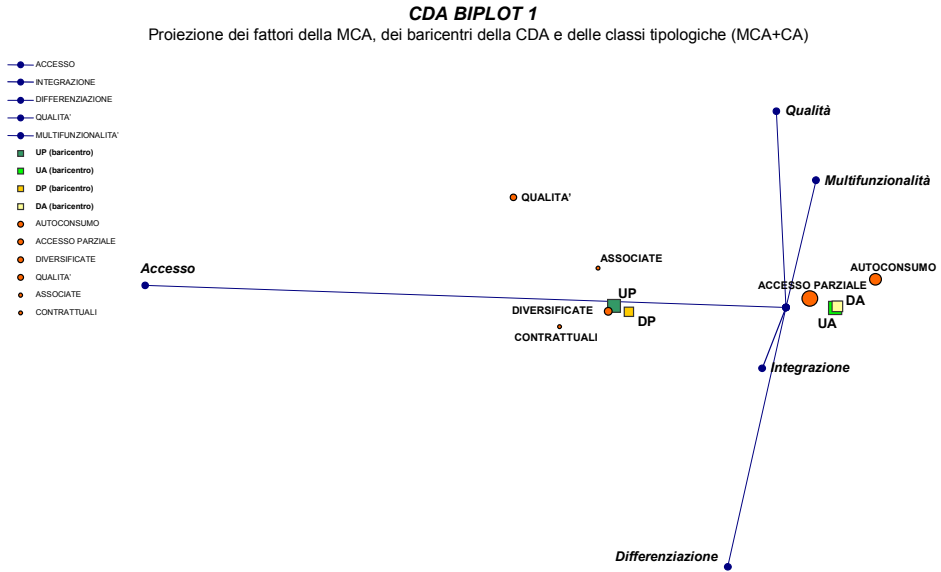 CDA BIPLOT 1
Proiezione dei fattori della MCA, dei baricentri della CDA e delle classi tipologiche (MCA+CA)
ACCESSO
INTEGRAZIONE
DIFFERENZIAZIONE
QUALITA'
MULTIFUNZIONALITA'
UP (baricentro)
UA (baricentro)
DP (baricentro)
DA (baricentro)
AUTOCONSUMO
ACCESSO PARZIALE
DIVERSIFICATE
QUALITA'
ASSOCIATE
CONTRATTUALI
Qualità
Multifunzionalità
QUALITA'
ASSOCIATE
Accesso
AUTOCONSUMO
ACCESSO PARZIALE
UP
DA
DIVERSIFICATE
DP
UA
CONTRATTUALI
Integrazione
Differenziazione